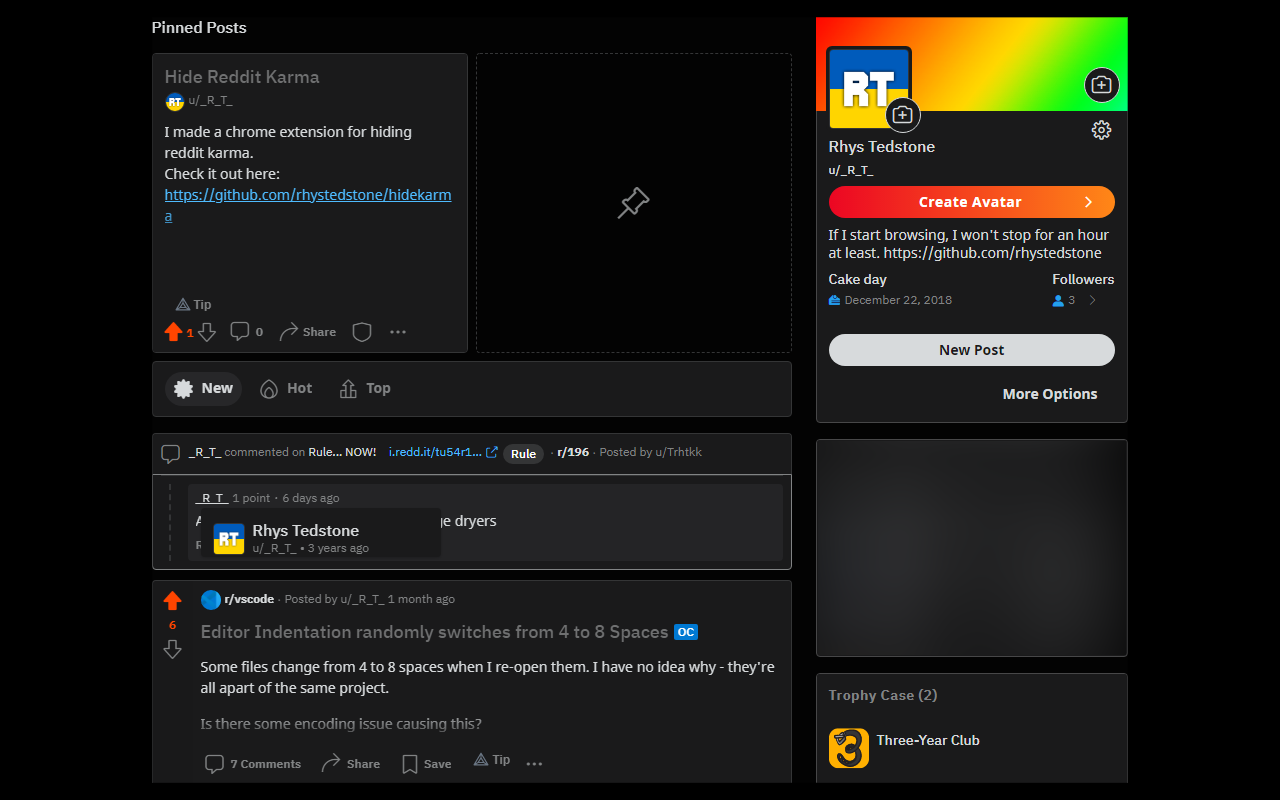 Pinned Posts
Hide Reddit Karma
RT u/_R_T_
I made a chrome extension for hiding
reddit karma.
Check it out here:
https://github.com/rhystedstone/hidekarm
a
Tip
1 0 Share
New Hot Top
_R_T_ commented on Rule... NOW! i.redd.it/tu54r1... Rule · r/196 · Posted by u/Trhtkk
_R_T_ 1 point · 6 days ago
dryers
RT Rhys Tedstone
u/_R_T_ • 3 years ago
r/vscode · Posted by u/_R_T_ 1 month ago
6
Editor Indentation randomly switches from 4 to 8 Spaces OC
Some files change from 4 to 8 spaces when I re-open them. I have no idea why - they're
all apart of the same project.
Is there some encoding issue causing this?
7 Comments Share Save Tip
RT
Rhys Tedstone
u/_R_T_
Create Avatar
If I start browsing, I won't stop for an hour
at least. https://github.com/rhystedstone
Cake day Followers
December 22, 2018 3
New Post
More Options
Trophy Case (2)
3 Three-Year Club